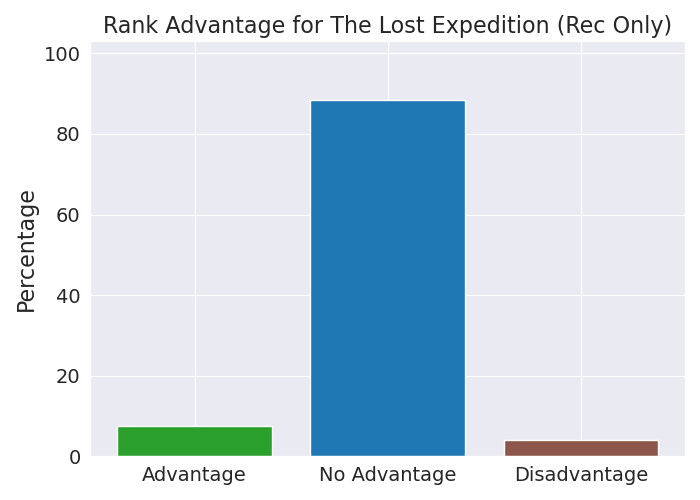 Rank Advantage for The Lost Expedition (Rec Only)
100
80
60
40
20
0
Percentage
Advantage No Advantage Disadvantage